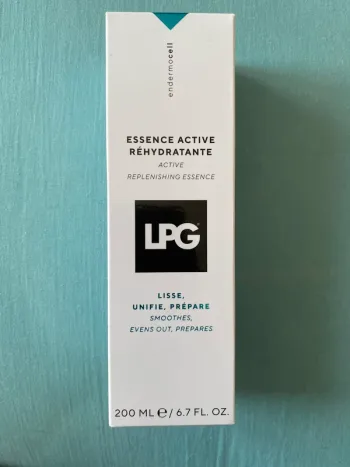 endermocell
ESSENCE ACTIVE
RÉHYDRATANTE
ACTIVE
REPLENISHING ESSENCE
LPG
LISSE,
UNIFIE, PRÉPARE
SMOOTHES,
EVENS OUT, PREPARES
200 ML ℮ / 6.7 FL. OZ.